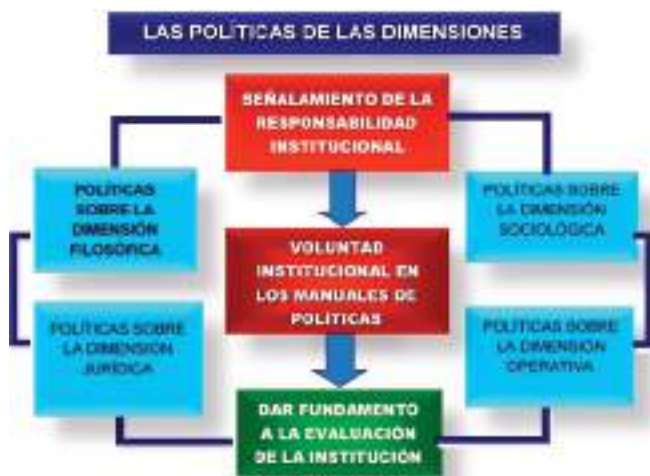 LAS POLÍTICAS DE LAS DIMENSIONES
SEÑALAMIENTO DE LA
RESPONSABILIDAD
INSTITUCIONAL
POLÍTICAS
SOBRE LA
DIMENSIÓN
FILOSÓFICA
POLÍTICAS SOBRE
LA DIMENSIÓN
SOCIOLÓGICA
VOLUNTAD
INSTITUCIONAL EN
LOS MANUALES DE
POLÍTICAS
POLÍTICAS SOBRE
LA DIMENSIÓN
JURÍDICA
POLÍTICAS SOBRE
LA DIMENSIÓN
OPERATIVA
DAR FUNDAMENTO
A LA EVALUACIÓN
DE LA INSTITUCIÓN